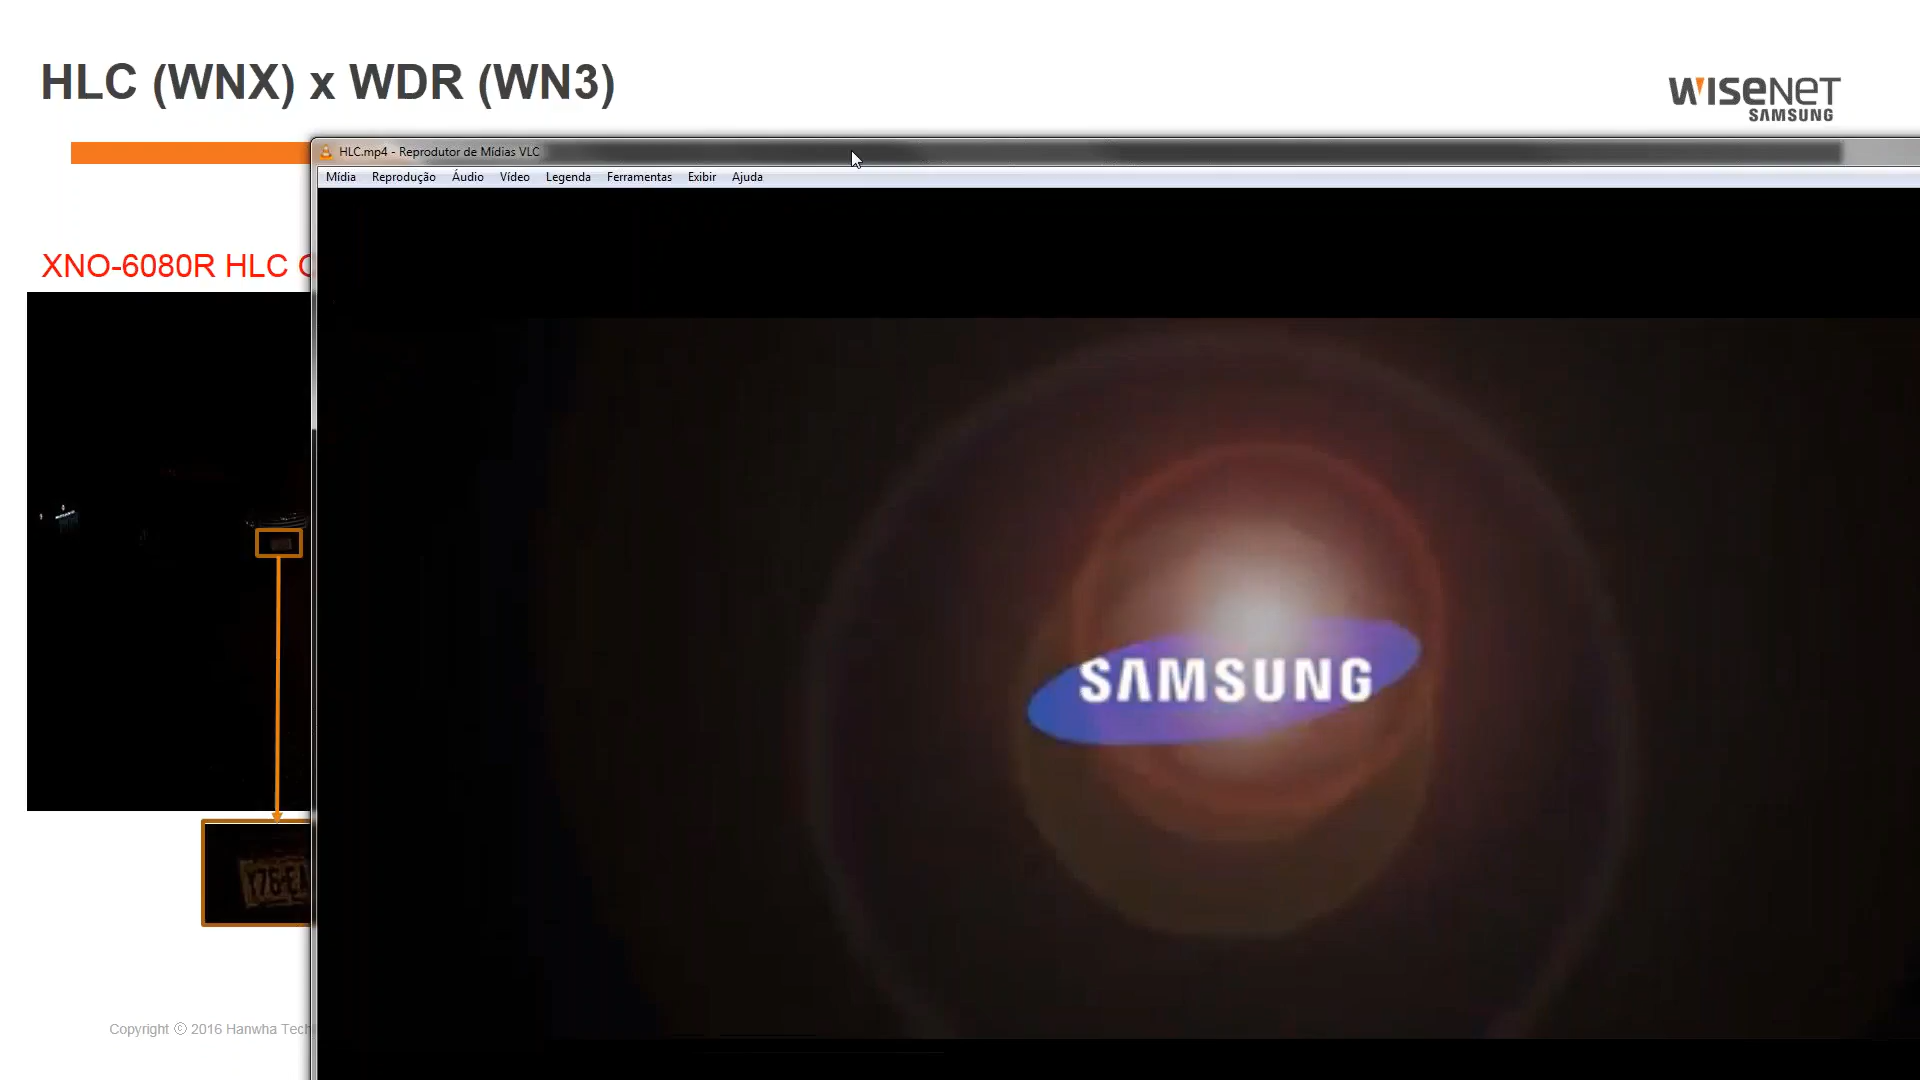 HLC (WNX) x WDR (WN3)
WISENET
SAMSUNG
HLC.mp4 - Reprodutor de Mídias VLC
Mídia Reprodução Áudio Vídeo Legenda Ferramentas Exibir Ajuda
XNO-6080R HLC
SAMSUNG
Y76
Copyright © 2016 Hanwha Tech